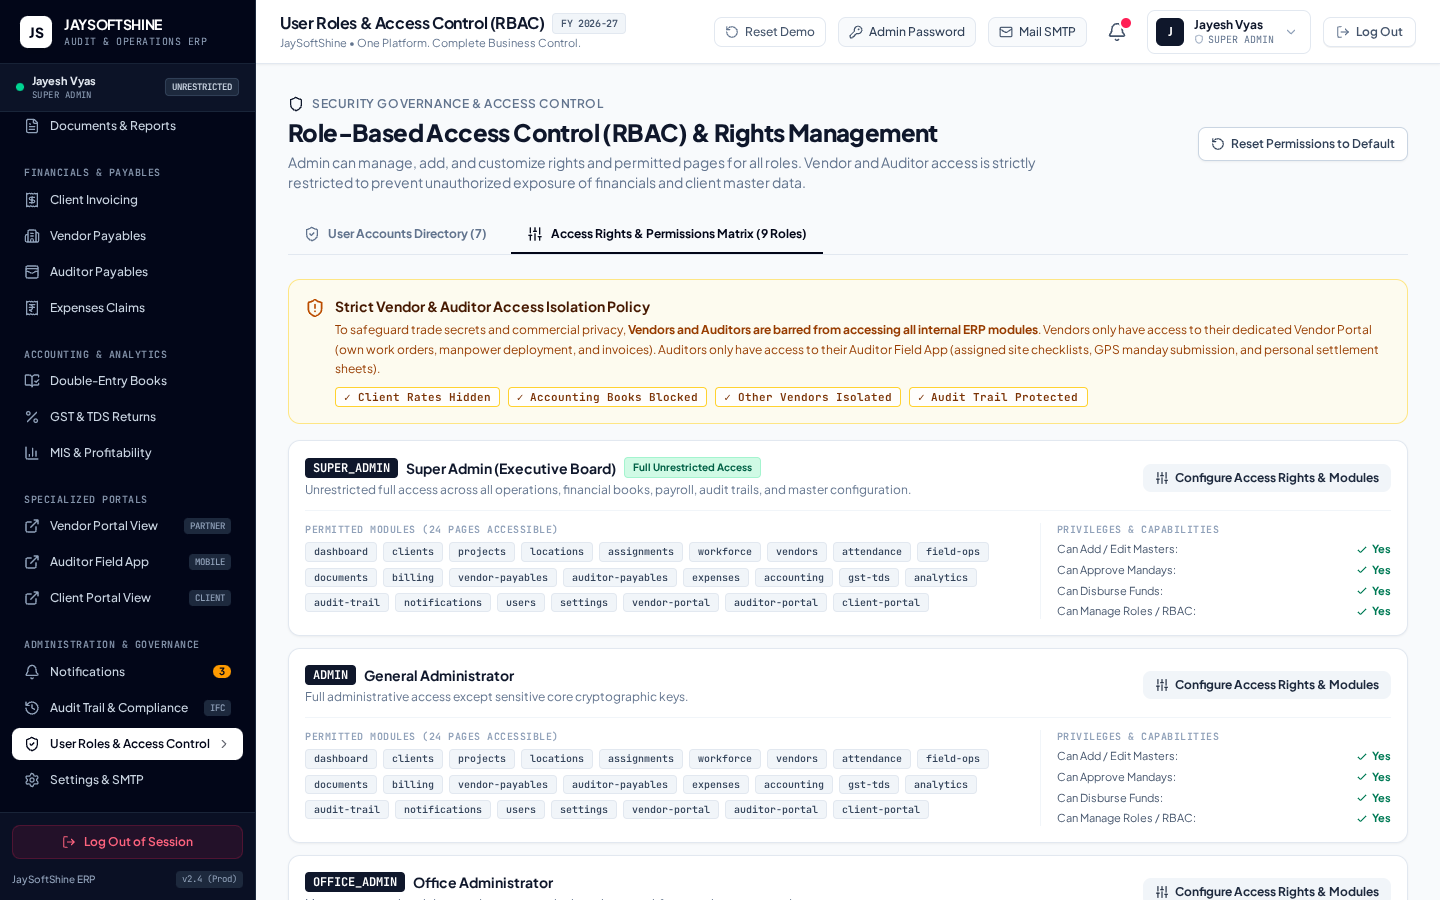 JS
JAYSOFTSHINE
AUDIT & OPERATIONS ERP
Jayesh Vyas
SUPER ADMIN
UNRESTRICTED
Documents & Reports
FINANCIALS & PAYABLES
Client Invoicing
Vendor Payables
Auditor Payables
Expenses Claims
ACCOUNTING & ANALYTICS
Double-Entry Books
GST & TDS Returns
MIS & Profitability
SPECIALIZED PORTALS
Vendor Portal View PARTNER
Auditor Field App MOBILE
Client Portal View CLIENT
ADMINISTRATION & GOVERNANCE
Notifications 3
Audit Trail & Compliance IFC
User Roles & Access Control
Settings & SMTP
Log Out of Session
JaySoftShine ERP v2.4 (Prod)
User Roles & Access Control (RBAC) FY 2026-27
JaySoftShine • One Platform. Complete Business Control.
Reset Demo
Admin Password
Mail SMTP
J
Jayesh Vyas
SUPER ADMIN
Log Out
SECURITY GOVERNANCE & ACCESS CONTROL
Role-Based Access Control (RBAC) & Rights Management
Admin can manage, add, and customize rights and permitted pages for all roles. Vendor and Auditor access is strictly
restricted to prevent unauthorized exposure of financials and client master data.
Reset Permissions to Default
User Accounts Directory (7)
Access Rights & Permissions Matrix (9 Roles)
Strict Vendor & Auditor Access Isolation Policy
To safeguard trade secrets and commercial privacy, Vendors and Auditors are barred from accessing all internal ERP modules. Vendors only have access to their dedicated Vendor Portal
(own work orders, manpower deployment, and invoices). Auditors only have access to their Auditor Field App (assigned site checklists, GPS manday submission, and personal settlement
sheets).
✓ Client Rates Hidden ✓ Accounting Books Blocked ✓ Other Vendors Isolated ✓ Audit Trail Protected
SUPER_ADMIN Super Admin (Executive Board) Full Unrestricted Access
Unrestricted full access across all operations, financial books, payroll, audit trails, and master configuration.
Configure Access Rights & Modules
PERMITTED MODULES (24 PAGES ACCESSIBLE)
dashboard clients projects locations assignments workforce vendors attendance field-ops
documents billing vendor-payables auditor-payables expenses accounting gst-tds analytics
audit-trail notifications users settings vendor-portal auditor-portal client-portal
PRIVILEGES & CAPABILITIES
Can Add / Edit Masters: ✓ Yes
Can Approve Mandays: ✓ Yes
Can Disburse Funds: ✓ Yes
Can Manage Roles / RBAC: ✓ Yes
ADMIN General Administrator
Full administrative access except sensitive core cryptographic keys.
Configure Access Rights & Modules
PERMITTED MODULES (24 PAGES ACCESSIBLE)
dashboard clients projects locations assignments workforce vendors attendance field-ops
documents billing vendor-payables auditor-payables expenses accounting gst-tds analytics
audit-trail notifications users settings vendor-portal auditor-portal client-portal
PRIVILEGES & CAPABILITIES
Can Add / Edit Masters: ✓ Yes
Can Approve Mandays: ✓ Yes
Can Disburse Funds: ✓ Yes
Can Manage Roles / RBAC: ✓ Yes
OFFICE_ADMIN Office Administrator
Configure Access Rights & Modules